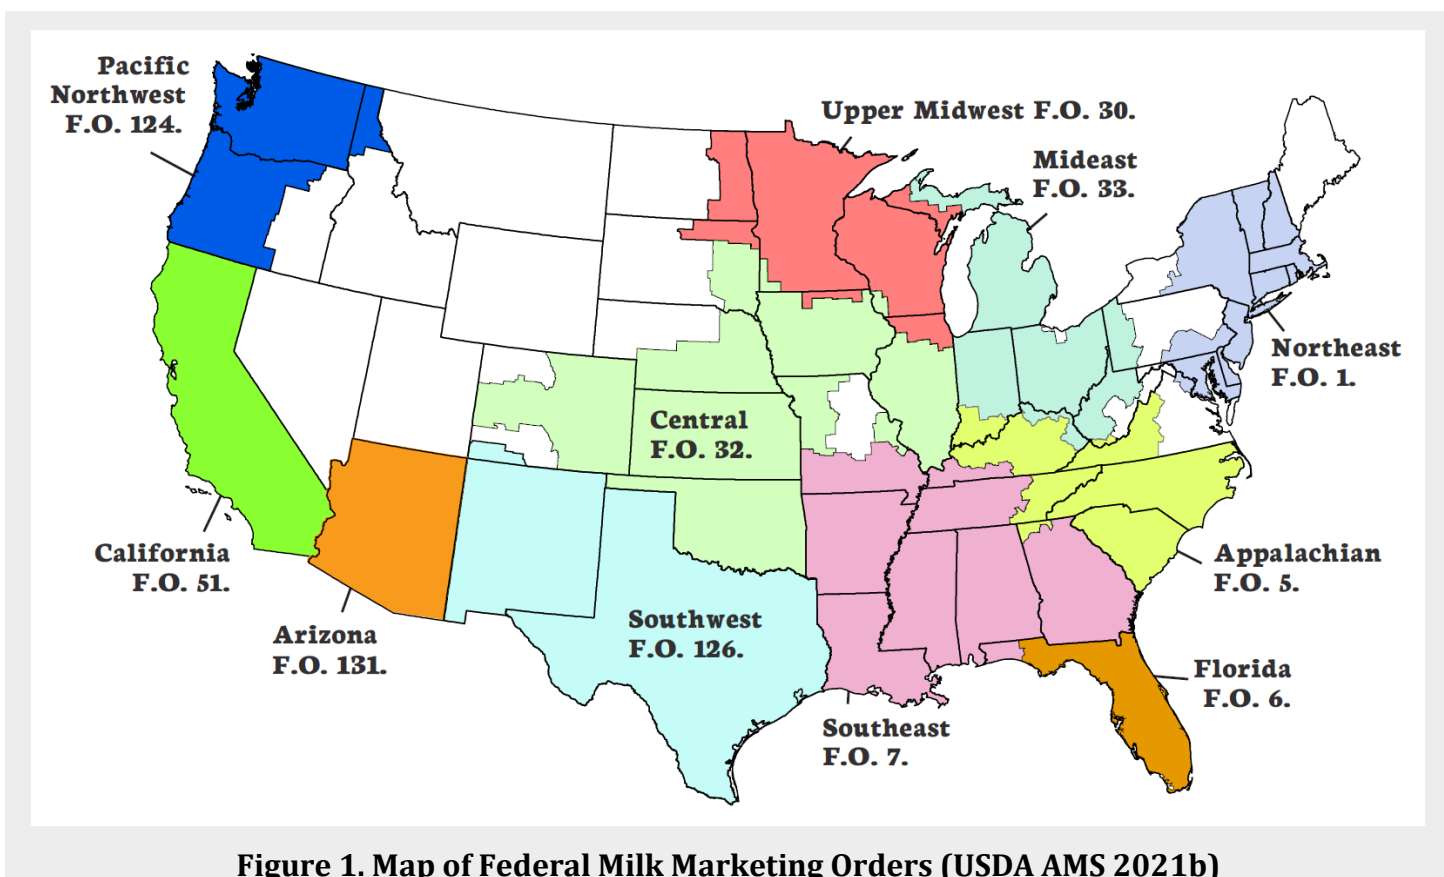 Pacific
Northwest
F.O. 124.
Upper Midwest F.O. 30.
Mideast
F.O. 33.
Northeast
F.O. 1.
Central
F.O. 32.
California
F.O. 51.
Arizona
F.O. 131.
Southwest
F.O. 126.
Appalachian
F.O. 5.
Florida
F.O. 6.
Southeast
F.O. 7.
Figure 1. Map of Federal Milk Marketing Orders (USDA AMS 2021b)